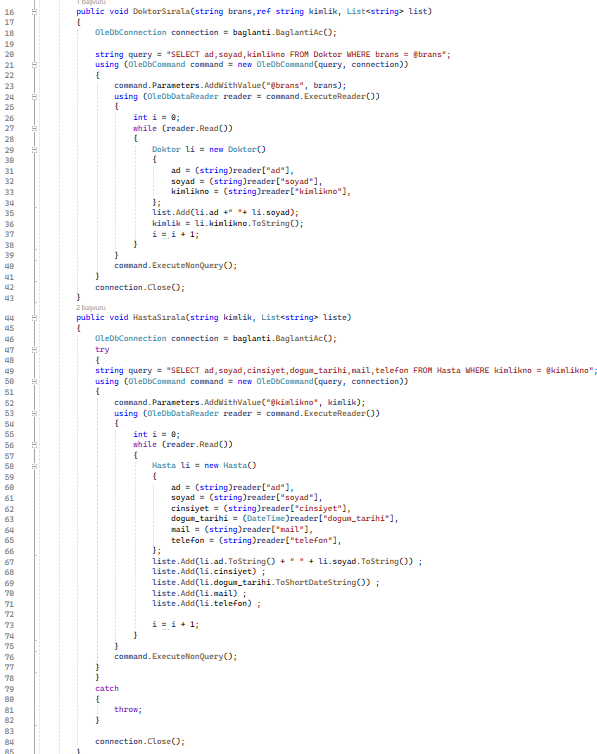 1 başvuru
16 public void DoktorSırala(string brans,ref string kimlik, List<string> list)
17 {
18 OleDbConnection connection = baglanti.BaglantiAc();
19
20 string query = "SELECT ad,soyad,kimlikno FROM Doktor WHERE brans = @brans";
21 using (OleDbCommand command = new OleDbCommand(query, connection))
22 {
23 command.Parameters.AddWithValue("@brans", brans);
24 using (OleDbDataReader reader = command.ExecuteReader())
25 {
26 int i = 0;
27 while (reader.Read())
28 {
29 Doktor li = new Doktor()
30 {
31 ad = (string)reader["ad"],
32 soyad = (string)reader["soyad"],
33 kimlikno = (string)reader["kimlikno"],
34 };
35 list.Add(li.ad +" "+ li.soyad);
36 kimlik = li.kimlikno.ToString();
37 i = i + 1;
38 }
39 }
40 command.ExecuteNonQuery();
41 }
42 connection.Close();
43 }
2 başvuru
44 public void HastaSırala(string kimlik, List<string> liste)
45 {
46 OleDbConnection connection = baglanti.BaglantiAc();
47 try
48 {
49 string query = "SELECT ad,soyad,cinsiyet,dogum_tarihi,mail,telefon FROM Hasta WHERE kimlikno = @kimlikno";
50 using (OleDbCommand command = new OleDbCommand(query, connection))
51 {
52 command.Parameters.AddWithValue("@kimlikno", kimlik);
53 using (OleDbDataReader reader = command.ExecuteReader())
54 {
55 int i = 0;
56 while (reader.Read())
57 {
58 Hasta li = new Hasta()
59 {
60 ad = (string)reader["ad"],
61 soyad = (string)reader["soyad"],
62 cinsiyet = (string)reader["cinsiyet"],
63 dogum_tarihi = (DateTime)reader["dogum_tarihi"],
64 mail = (string)reader["mail"],
65 telefon = (string)reader["telefon"],
66 };
67 liste.Add(li.ad.ToString() + " " + li.soyad.ToString()) ;
68 liste.Add(li.cinsiyet) ;
69 liste.Add(li.dogum_tarihi.ToShortDateString()) ;
70 liste.Add(li.mail) ;
71 liste.Add(li.telefon) ;
72
73 i = i + 1;
74 }
75 }
76 command.ExecuteNonQuery();
77 }
78 }
79 catch
80 {
81 throw;
82 }
83
84 connection.Close();
85 }